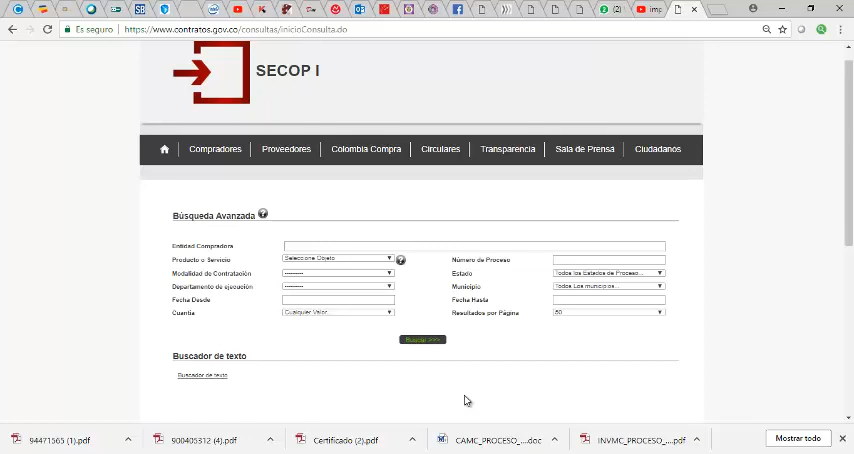 (2)
imp
Es seguro
https://www.contratos.gov.co/consultas/inicioConsulta.do
SECOP I
Compradores
Proveedores
Colombia Compra
Circulares
Transparencia
Sala de Prensa
Ciudadanos
Búsqueda Avanzada ?
Entidad Compradora
Producto o Servicio Seleccione Objeto ? Número de Proceso
Modalidad de Contratación --------- Estado Todos los Estados de Proceso...
Departamento de ejecución --------- Municipio Todos Los municipios...
Fecha Desde Fecha Hasta
Cuantía Cualquier Valor... Resultados por Página 50
Buscar >>>
Buscador de texto
Buscador de texto
94471565 (1).pdf
900405312 (4).pdf
Certificado (2).pdf
CAMC_PROCESO_....doc
INVMC_PROCESO_....pdf
Mostrar todo